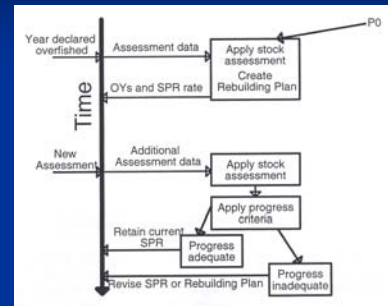 P0
Year declared
overfished
Assessment data
Apply stock
assessment
Create
Rebuilding Plan
OYs and SPR rate
Time
New
Assessment
Additional
Assessment data
Apply stock
assessment
Apply progress
criteria
Retain current
SPR
Progress
adequate
Progress
inadequate
Revise SPR or Rebuilding Plan